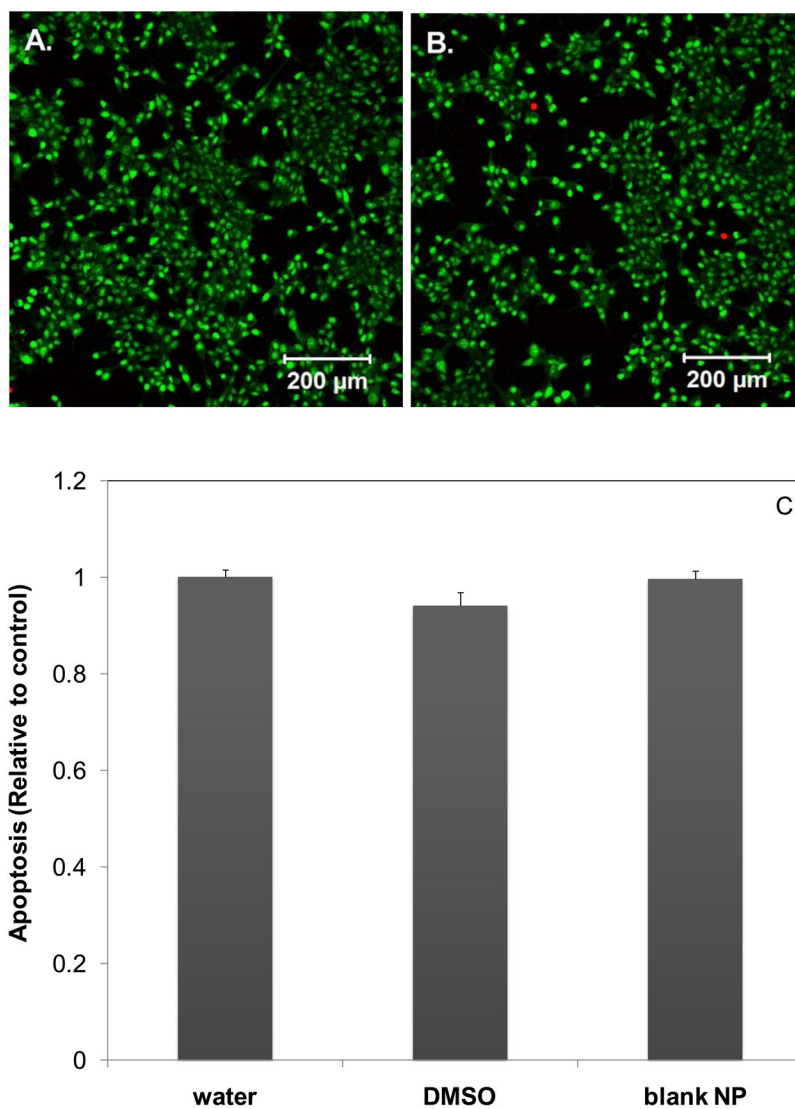 A.
B.
200 µm
200 µm
C
1.2
1
0.8
0.6
0.4
0.2
0
Apoptosis (Relative to control)
water DMSO blank NP